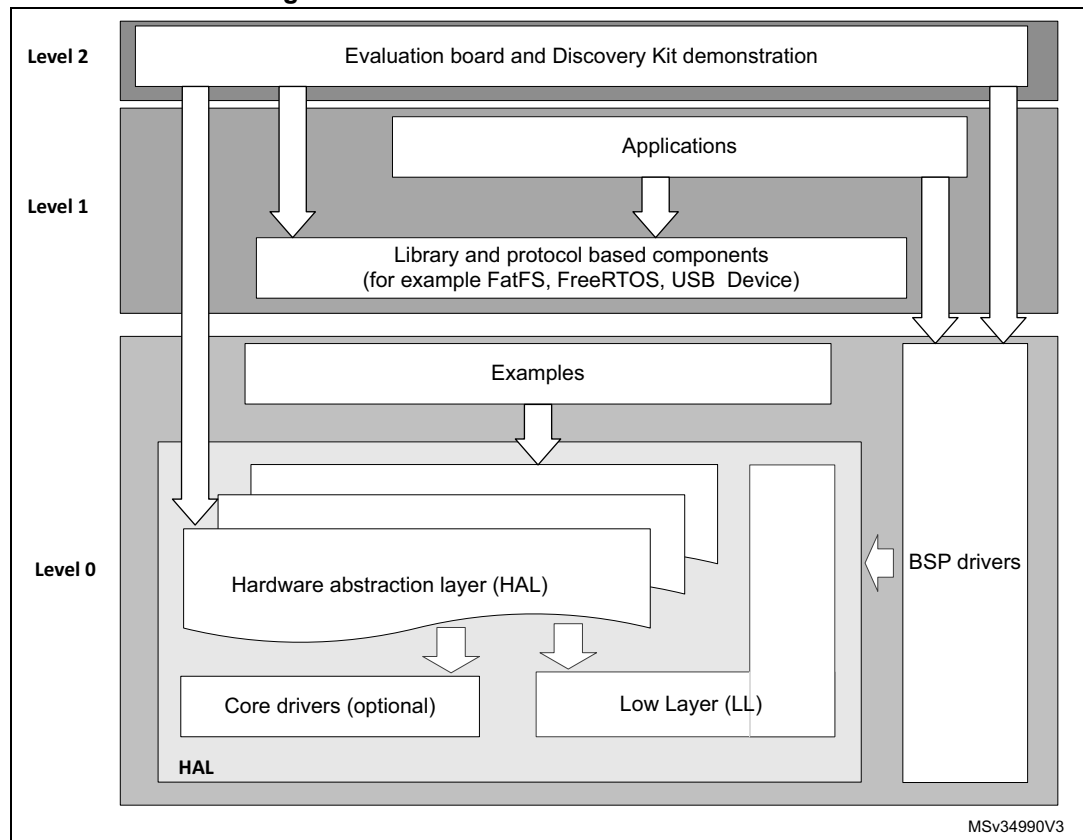 Level 2
Evaluation board and Discovery Kit demonstration
Applications
Level 1
Library and protocol based components
(for example FatFS, FreeRTOS, USB Device)
Examples
Level 0
Hardware abstraction layer (HAL)
BSP drivers
Core drivers (optional)
Low Layer (LL)
HAL
MSv34990V3